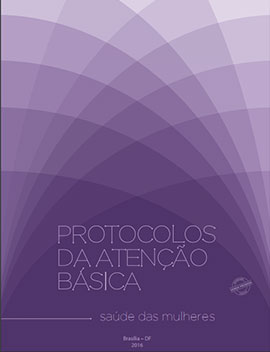 PROTOCOLOS
DA ATENÇÃO
BÁSICA
saúde das mulheres
Brasília – DF
2016